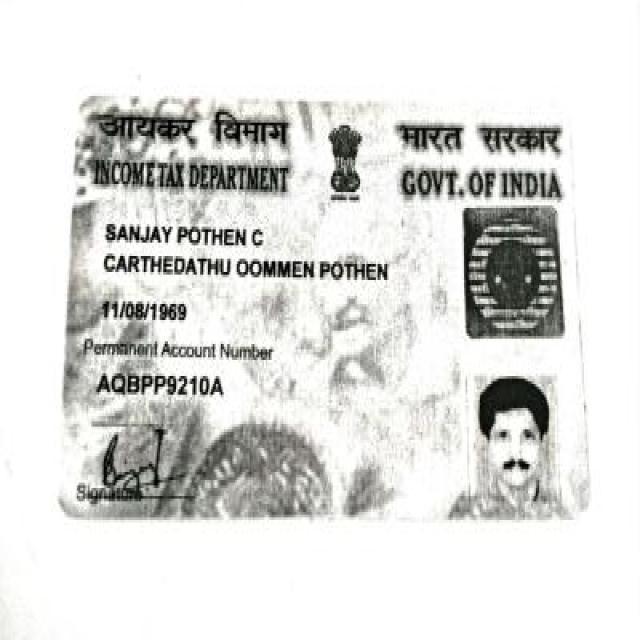 आयकर विभाग
भारत सरकार
INCOME TAX DEPARTMENT
GOVT. OF INDIA
SANJAY POTHEN C
CARTHEDATHU OOMMEN POTHEN
11/08/1969
Permanent Account Number
AQBPP9210A
Signature